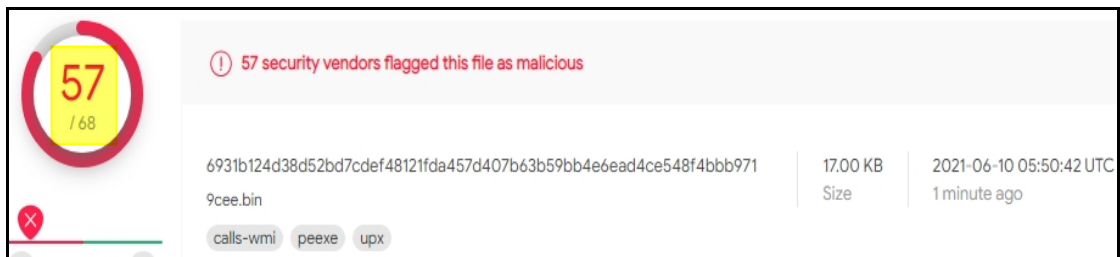 57
/ 68
57 security vendors flagged this file as malicious
6931b124d38d52bd7cdef48121fda457d407b63b59bb4e6ead4ce548f4bbb971
9cee.bin
17.00 KB
Size
2021-06-10 05:50:42 UTC
1 minute ago
calls-wmi peexe upx